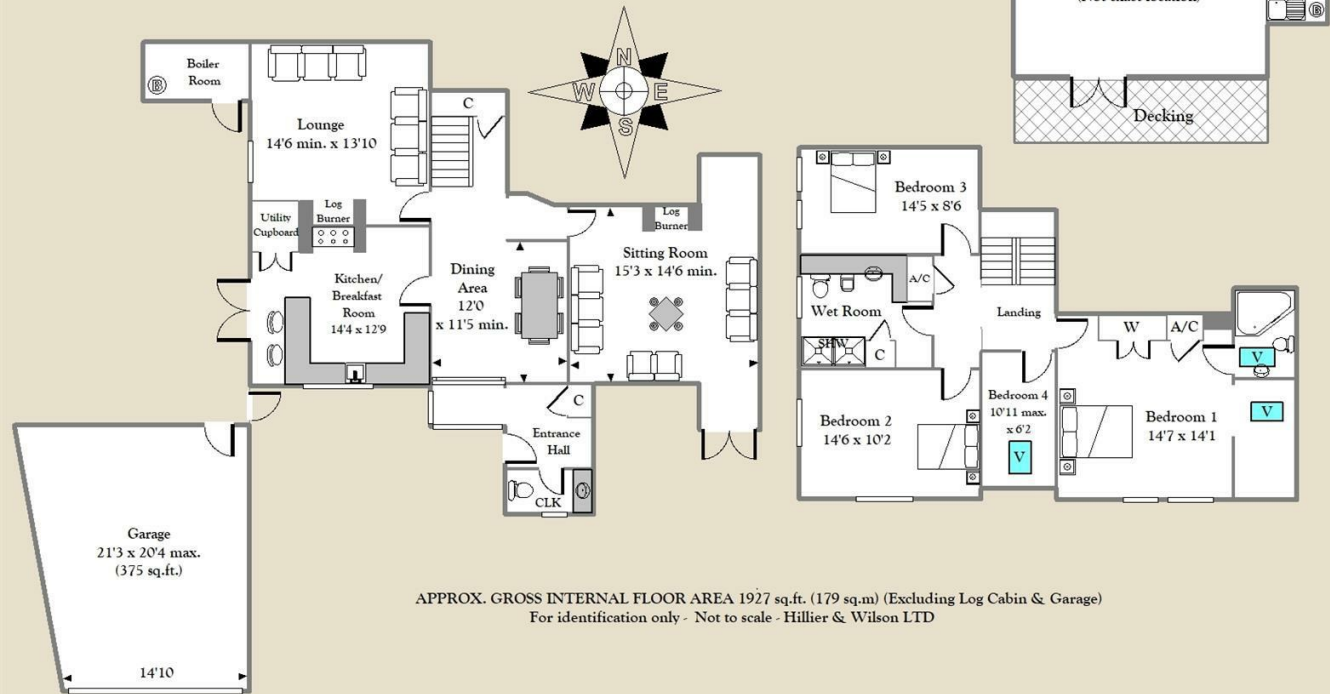 (Not exact location)
B
Boiler
Room
B
Lounge
14'6 min. x 13'10
C
N
W
E
S
Decking
Log
Burner
Utility
Cupboard
Kitchen/
Breakfast
Room
14'4 x 12'9
Dining
Area
12'0
x 11'5 min.
Log
Burner
Sitting Room
15'3 x 14'6 min.
C
Entrance
Hall
CLK
Garage
21'3 x 20'4 max.
(375 sq.ft.)
14'10
Bedroom 3
14'5 x 8'6
A/C
Wet Room
SHW
C
Landing
W
A/C
V
V
Bedroom 2
14'6 x 10'2
Bedroom 4
10'11 max.
x 6'2
V
Bedroom 1
14'7 x 14'1
APPROX. GROSS INTERNAL FLOOR AREA 1927 sq.ft. (179 sq.m) (Excluding Log Cabin & Garage)
For identification only - Not to scale - Hillier & Wilson LTD